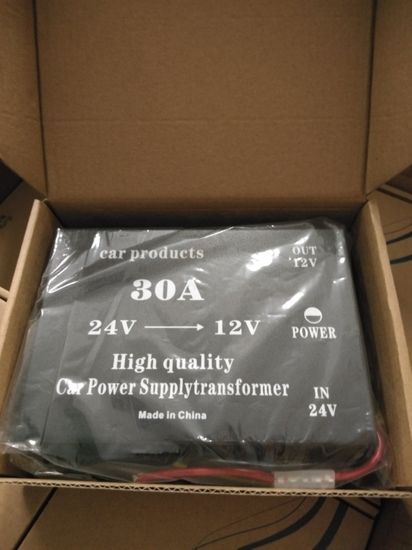 car products
OUT
12V
30A
24V → 12V
POWER
High quality
Car Power Supplytransformer
IN
24V
Made in China